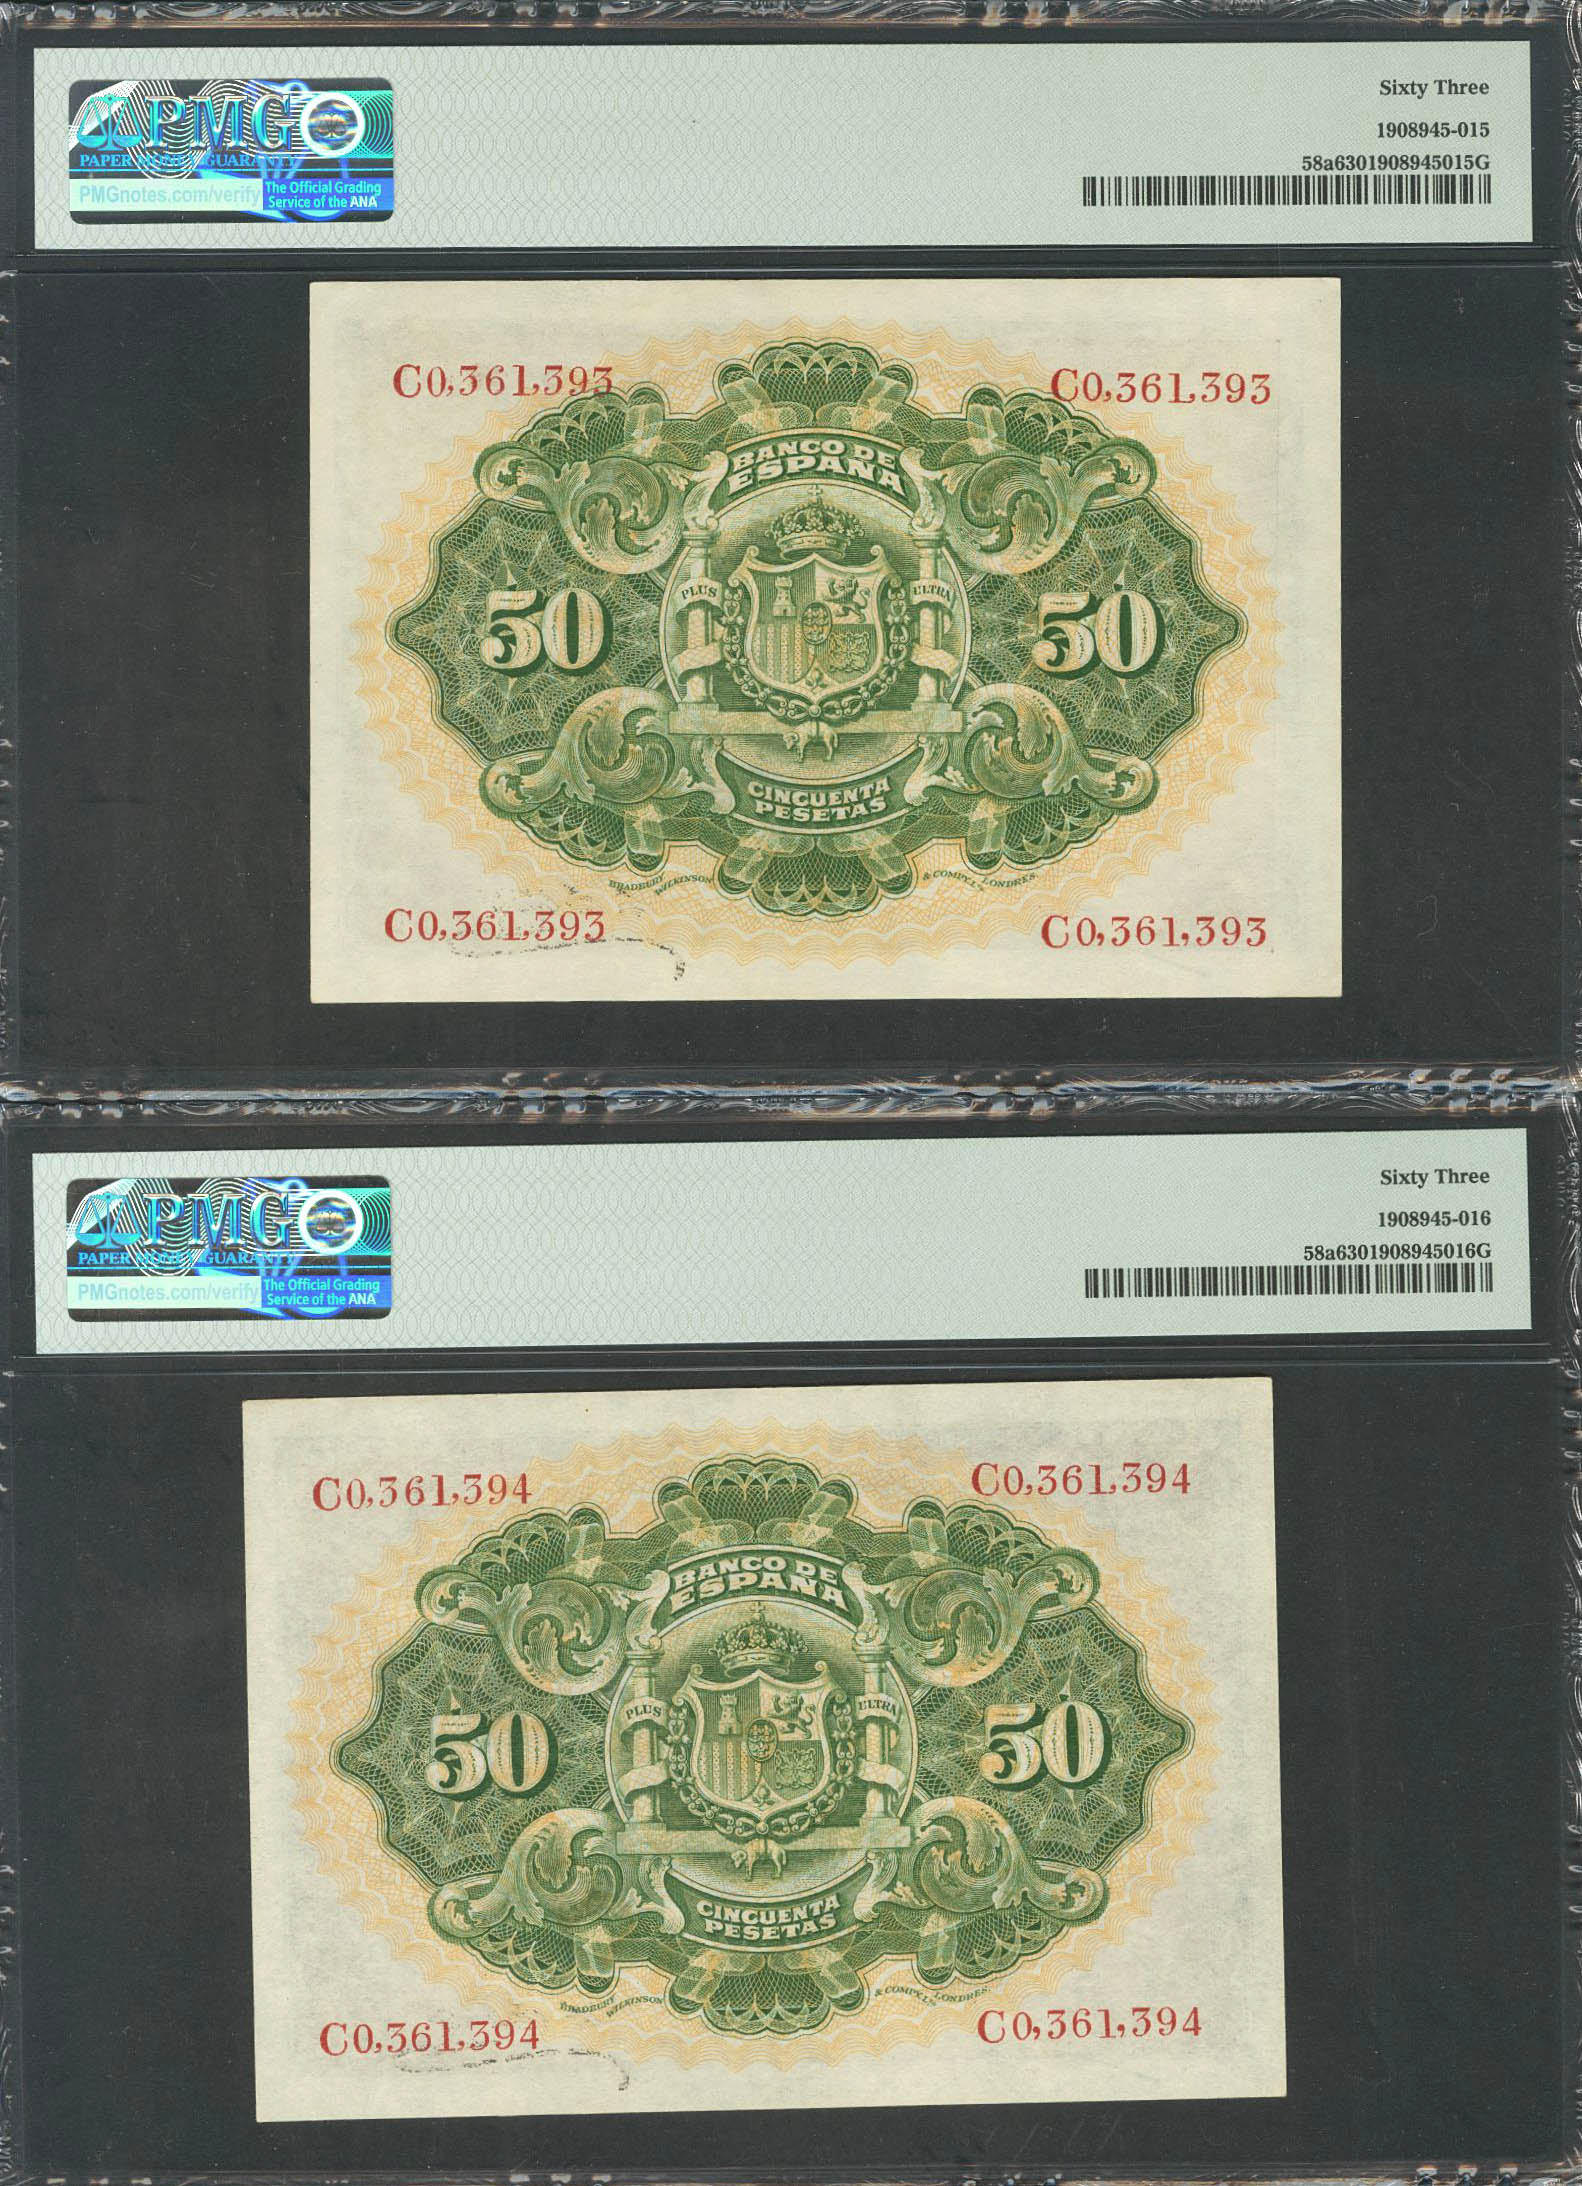 PMG
PAPER MONEY GUARANTY
PMGnotes.com/verify
The Official Grading
Service of the ANA
Sixty Three
1908945-015
58a6301908945015G
C0,361,393
C0,361,393
BANCO DE
ESPAÑA
PLUS
ULTRA
50
50
CINCUENTA
PESETAS
BRADBURY
WILKINSON
& COMPY. LD.
LONDRES.
C0,361,393
C0,361,393
PMG
PAPER MONEY GUARANTY
PMGnotes.com/verify
The Official Grading
Service of the ANA
Sixty Three
1908945-016
58a6301908945016G
C0,361,394
C0,361,394
BANCO DE
ESPAÑA
PLUS
ULTRA
50
50
CINCUENTA
PESETAS
BRADBURY
WILKINSON
& COMPY. LD.
LONDRES.
C0,361,394
C0,361,394